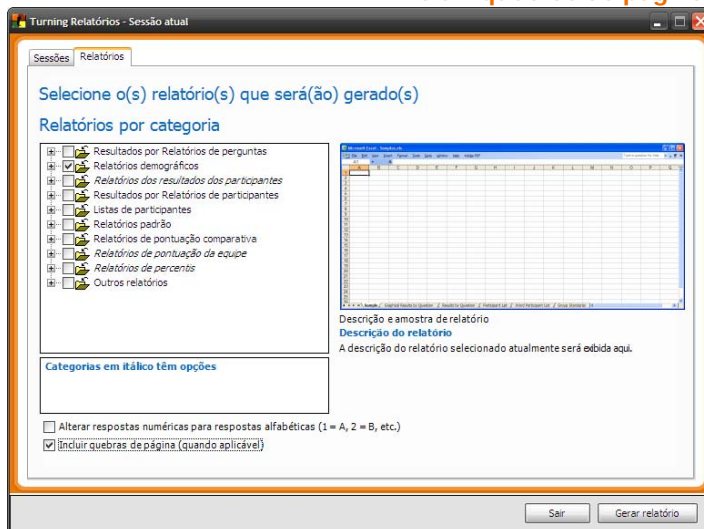 Turning Relatórios - Sessão atual
Sessões Relatórios
Selecione o(s) relatório(s) que será(ão) gerado(s)
Relatórios por categoria
Resultados por Relatórios de perguntas
Relatórios demográficos
Relatórios dos resultados dos participantes
Resultados por Relatórios de participantes
Listas de participantes
Relatórios padrão
Relatórios de pontuação comparativa
Relatórios de pontuação da equipe
Relatórios de percentis
Outros relatórios
Descrição e amostra de relatório
Descrição do relatório
A descrição do relatório selecionado atualmente será exibida aqui.
Categorias em itálico têm opções
Alterar respostas numéricas para respostas alfabéticas (1 = A, 2 = B, etc.)
Incluir quebras de página (quando aplicável)
Sair Gerar relatório